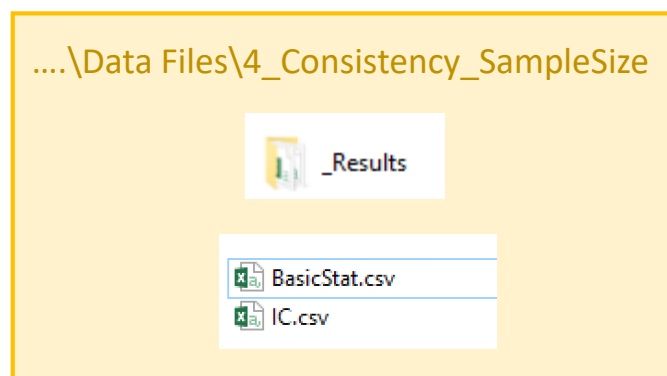 ....\Data Files\4_Consistency_SampleSize
_Results
BasicStat.csv
IC.csv